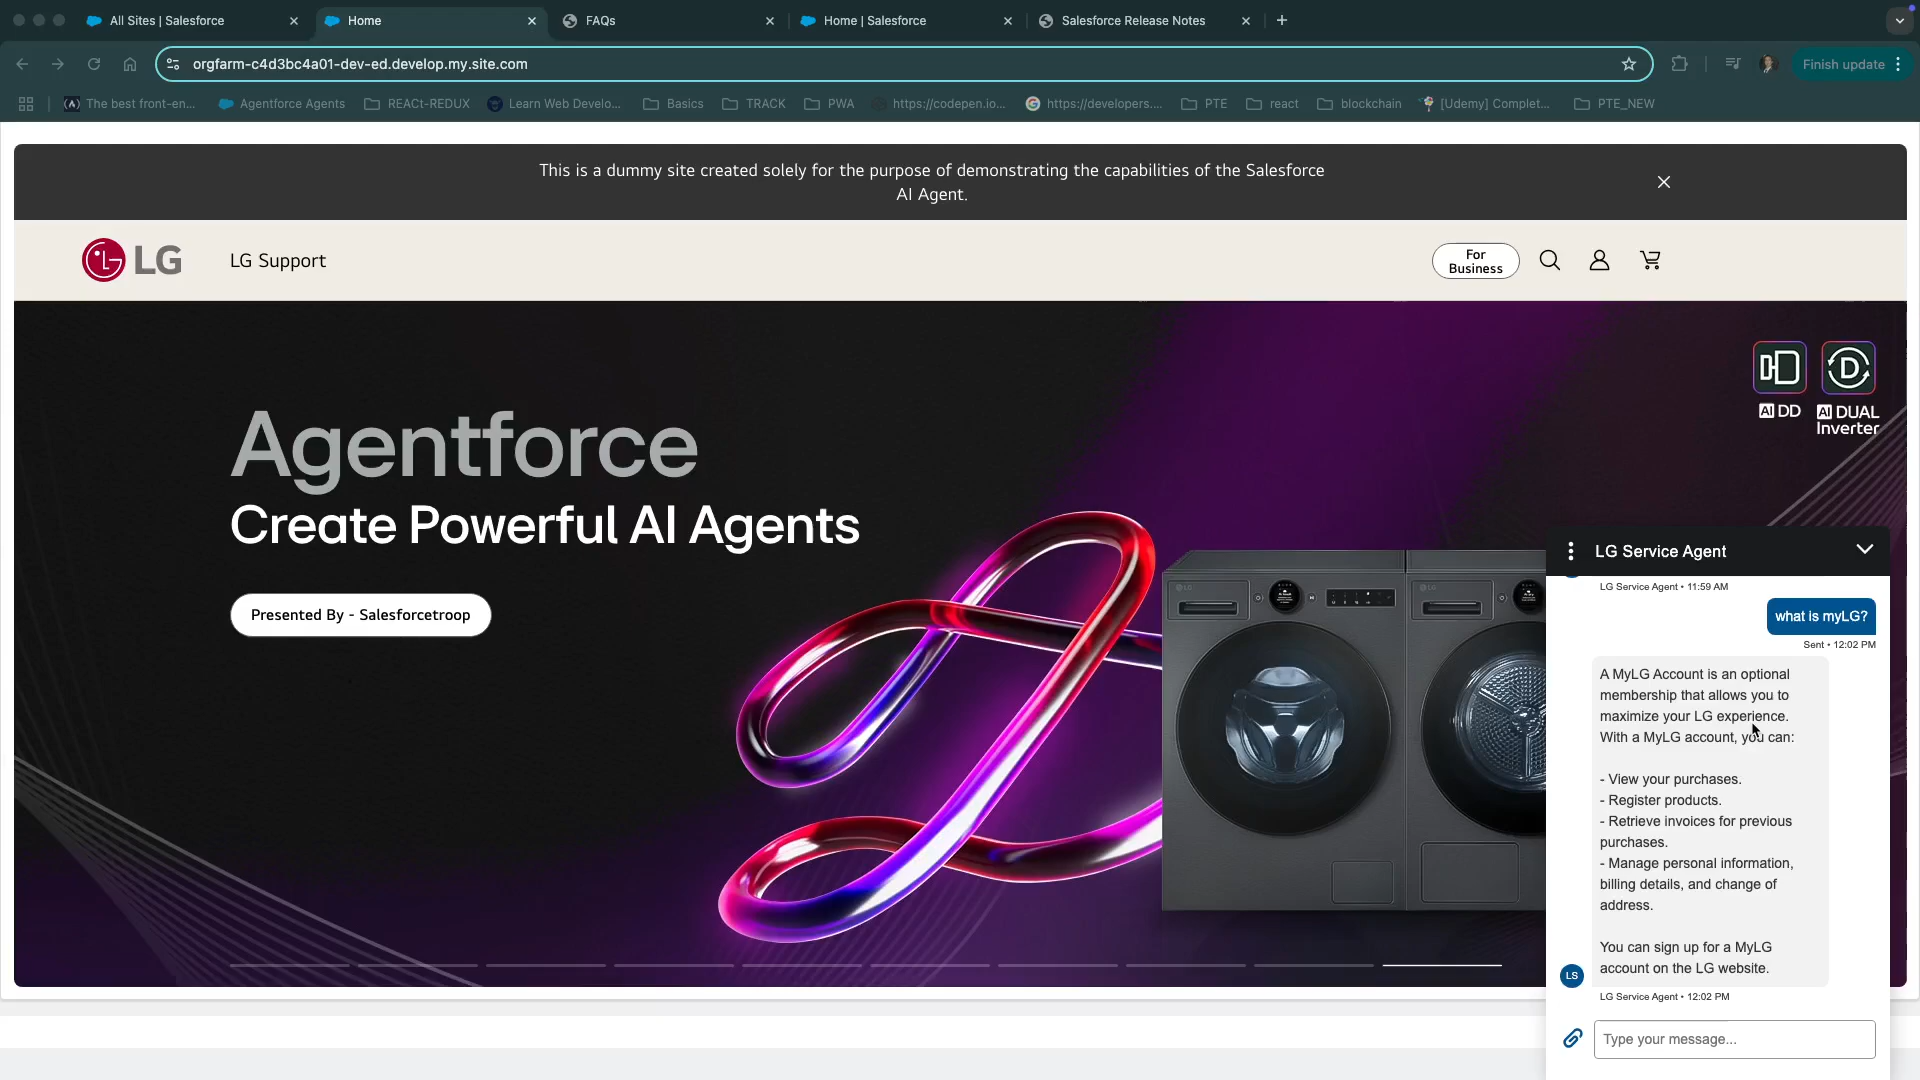 All Sites | Salesforce
Home
FAQs
Home | Salesforce
Salesforce Release Notes
orgfarm-c4d3bc4a01-dev-ed.develop.my.site.com
Finish update
The best front-en...
Agentforce Agents
REACt-REDUX
Learn Web Develo...
Basics
TRACK
PWA
https://codepen.io...
https://developers....
PTE
react
blockchain
[Udemy] Complet...
PTE_NEW
This is a dummy site created solely for the purpose of demonstrating the capabilities of the Salesforce
AI Agent.
LG
LG Support
For
Business
AI DD
AI DUAL
Inverter
Agentforce
Create Powerful AI Agents
Presented By - Salesforcetroop
LG Service Agent
LG Service Agent • 11:59 AM
what is myLG?
Sent • 12:02 PM
A MyLG Account is an optional
membership that allows you to
maximize your LG experience.
With a MyLG account, you can:
- View your purchases.
- Register products.
- Retrieve invoices for previous
purchases.
- Manage personal information,
billing details, and change of
address.
You can sign up for a MyLG
account on the LG website.
LS
LG Service Agent • 12:02 PM
Type your message...